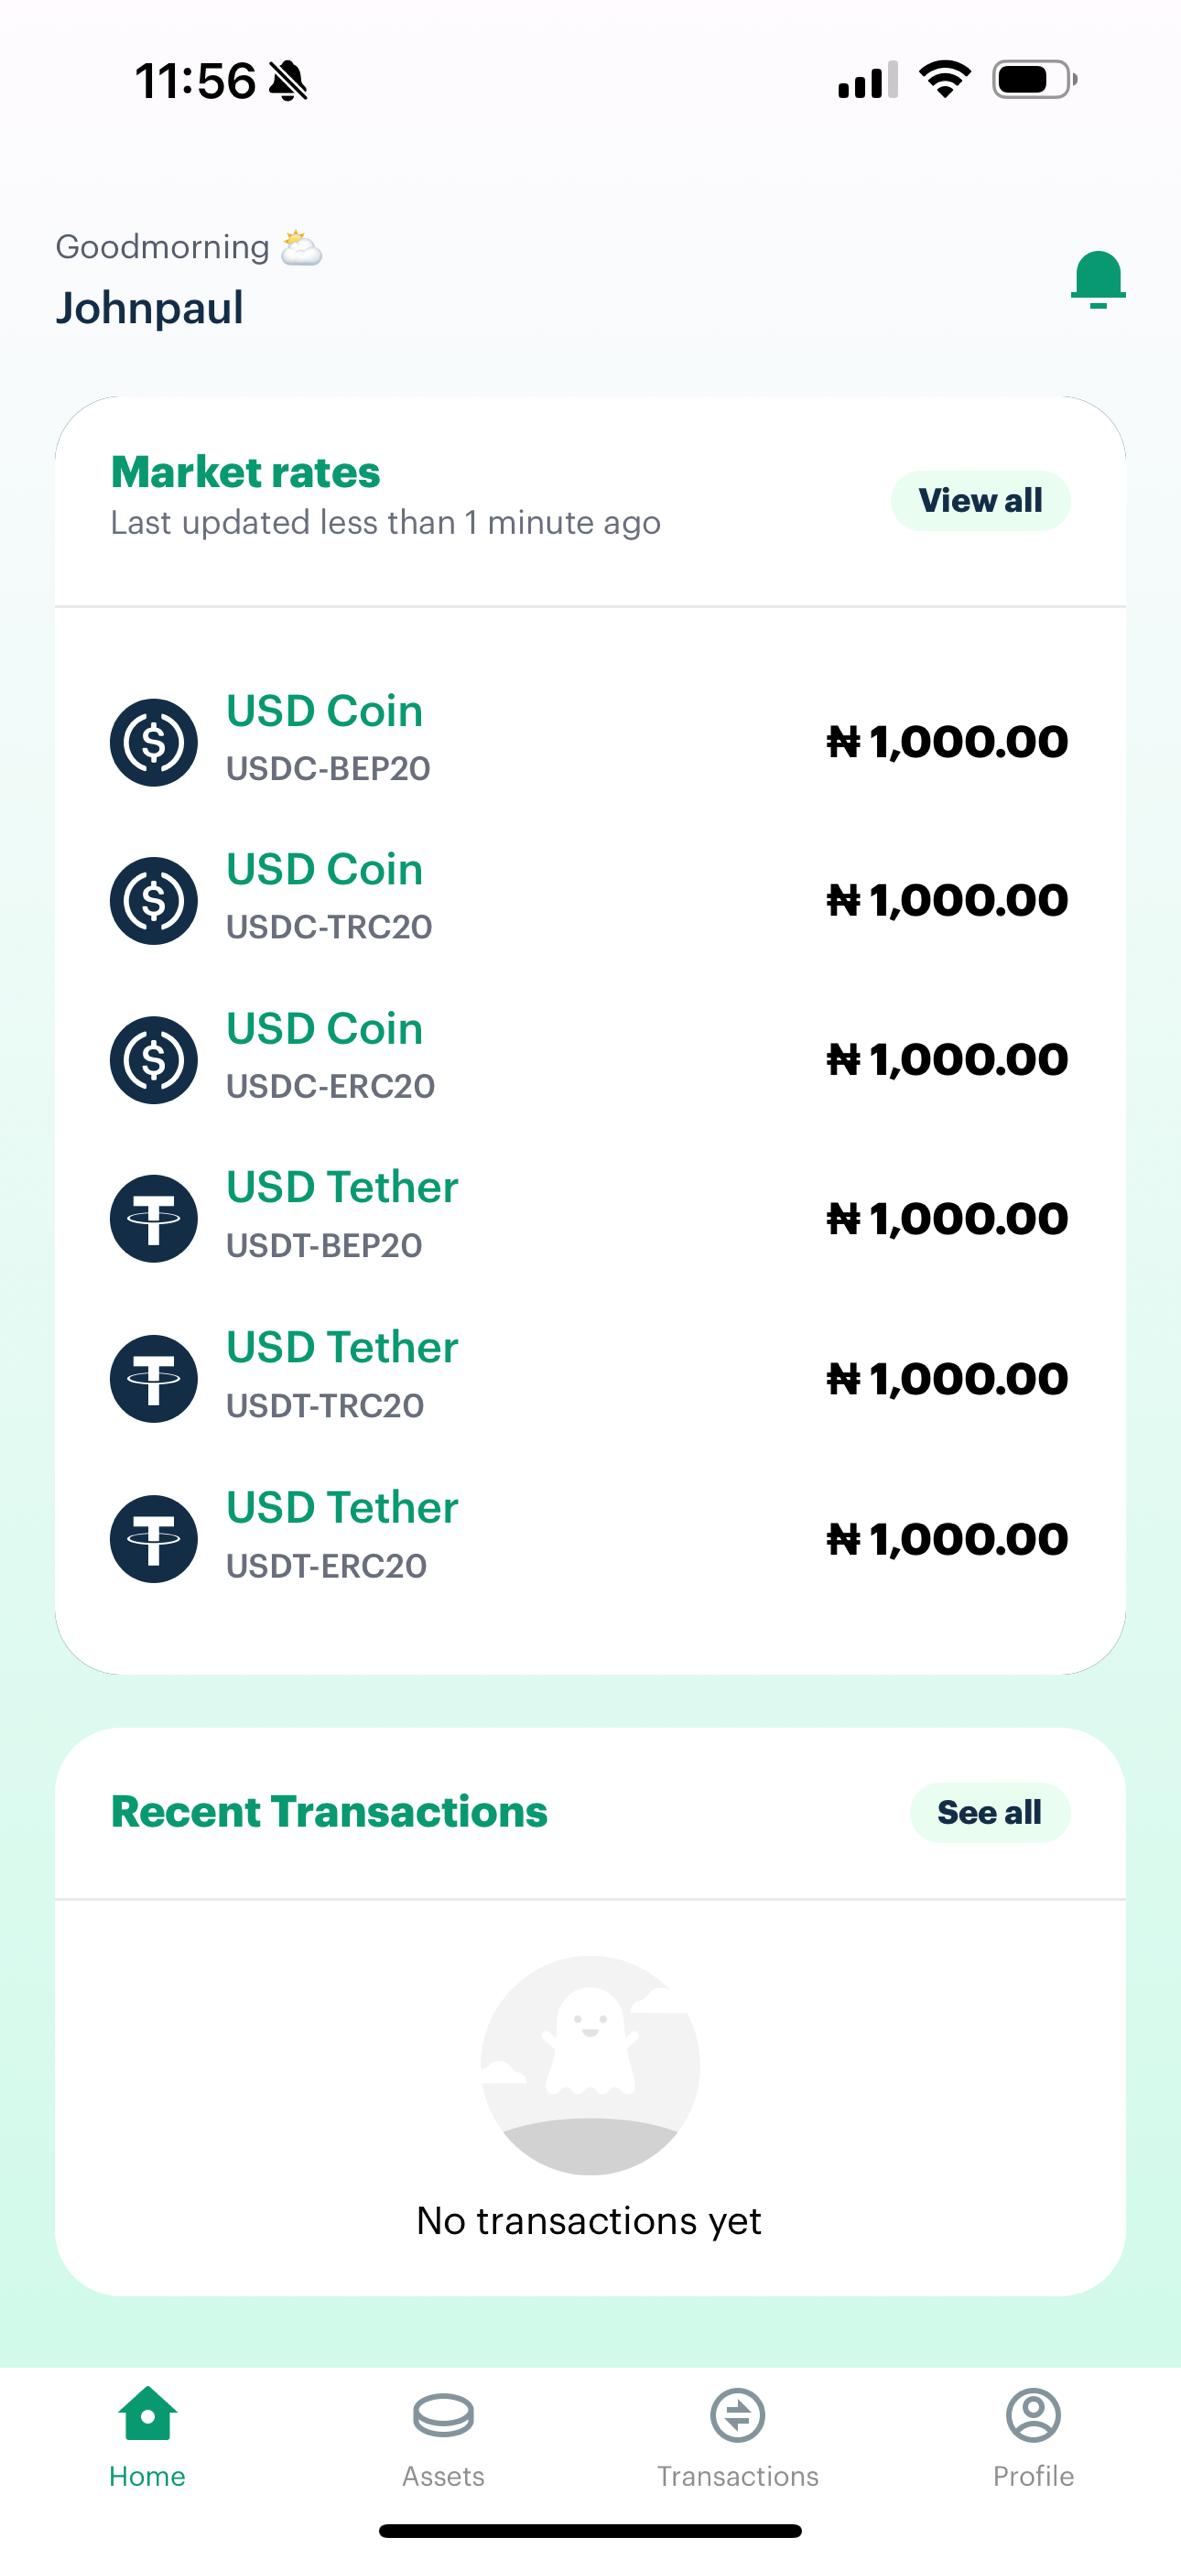 11:56
Goodmorning
Johnpaul
Market rates
Last updated less than 1 minute ago
View all
USD Coin
USDC-BEP20
₦ 1,000.00
USD Coin
USDC-TRC20
₦ 1,000.00
USD Coin
USDC-ERC20
₦ 1,000.00
USD Tether
USDT-BEP20
₦ 1,000.00
USD Tether
USDT-TRC20
₦ 1,000.00
USD Tether
USDT-ERC20
₦ 1,000.00
Recent Transactions
See all
No transactions yet
Home
Assets
Transactions
Profile